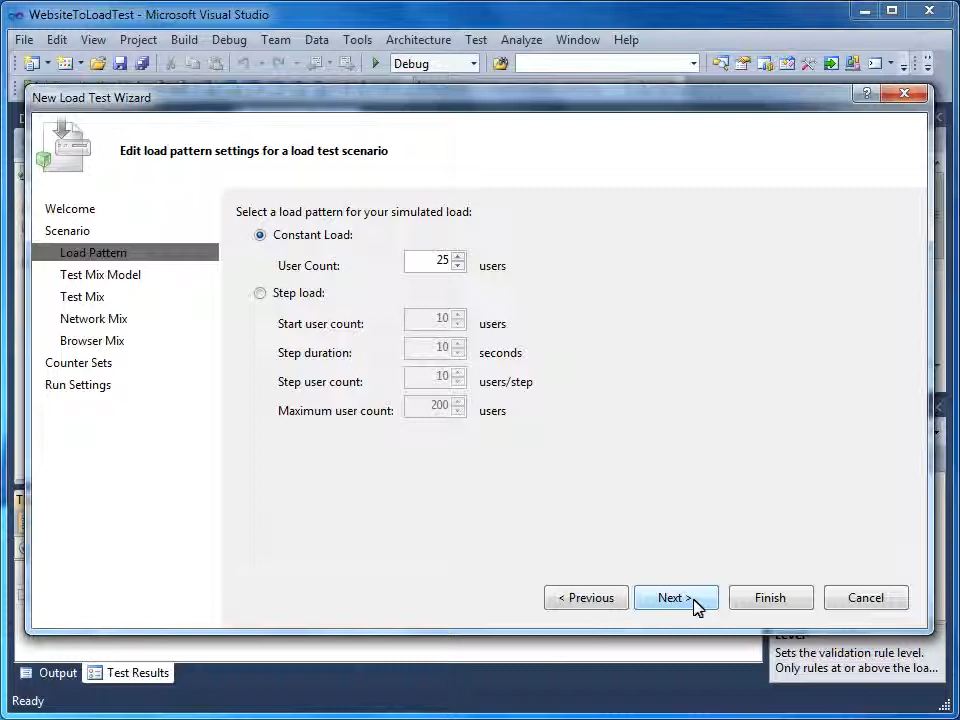 WebsiteToLoadTest - Microsoft Visual Studio
File Edit View Project Build Debug Team Data Tools Architecture Test Analyze Window Help
Debug
New Load Test Wizard
Edit load pattern settings for a load test scenario
Welcome
Scenario
Load Pattern
Test Mix Model
Test Mix
Network Mix
Browser Mix
Counter Sets
Run Settings
Select a load pattern for your simulated load:
Constant Load:
User Count: 25 users
Step load:
Start user count: 10 users
Step duration: 10 seconds
Step user count: 10 users/step
Maximum user count: 200 users
< Previous Next > Finish Cancel
Sets the validation rule level.
Only rules at or above the loa...
Output Test Results
Ready